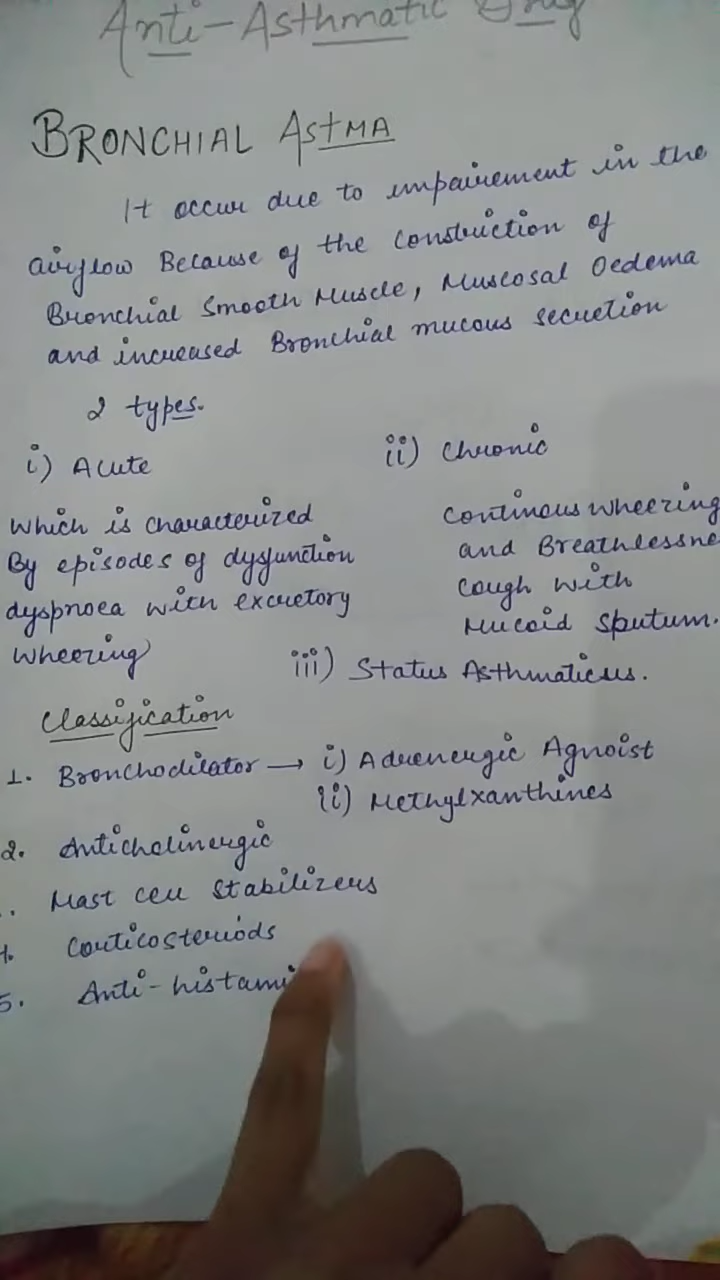 Anti-Asthmatic Drug
BRONCHIAL AstMA
It occur due to impairement in the
airflow Because of the constriction of
Bronchial Smooth Muscle, Muscosal Oedema
and increased Bronchial mucous secretion
2 types.
i) Acute
ii) Chronic
Which is characterized
By episodes of dysfunction
dyspnoea with excretory
Wheezing
continous wheezing
and Breathlessne
cough with
Mucoid Sputum.
iii) Status Asthmaticus.
Classification
1. Bronchodilator → i) Adrenergic Agnoist
ii) Methylxanthines
2. Anticholinergic
. Mast cell stabilizers
4. Corticosteriods
5. Anti-histami